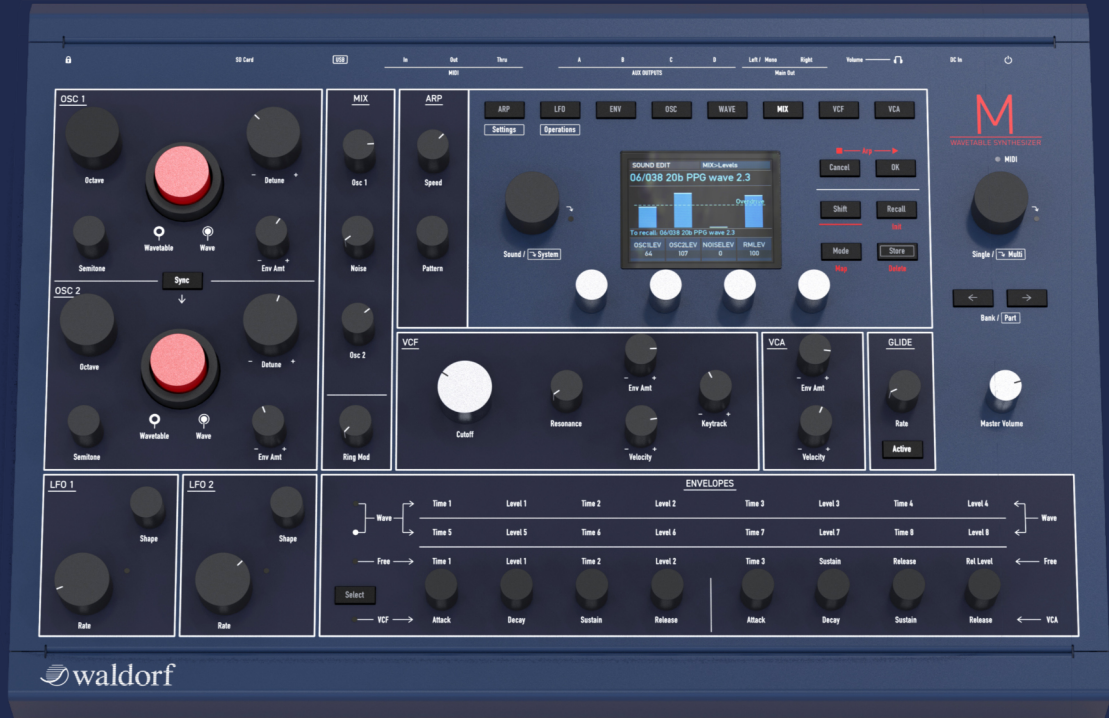 SD Card
USB
In Out Thru
MIDI
A B C D
AUX OUTPUTS
Left / Mono Right
Main Out
Volume
DC In
OSC 1
Octave
Detune
- +
Semitone
Wavetable Wave
Env Amt
- +
Sync
OSC 2
Octave
Detune
- +
Semitone
Wavetable Wave
Env Amt
- +
MIX
Osc 1
Noise
Osc 2
Ring Mod
ARP
Speed
Pattern
ARP LFO ENV OSC WAVE MIX VCF VCA
Settings Operations
Sound / System
SOUND EDIT MIX>Levels
06/038 20b PPG wave 2.3
Overdrive
To recall: 06/038 20b PPG wave 2.3
OSC1LEV OSC2LEV NOISELEV RMLEV
64 107 0 100
Arp
Cancel OK
Shift Recall
Init
Mode Store
Map Delete
M
WAVETABLE SYNTHESIZER
MIDI
Single / Multi
← →
Bank / Part
Master Volume
VCF
Cutoff
Resonance
Env Amt
- +
Velocity
- +
Keytrack
- +
VCA
Env Amt
- +
Velocity
- +
GLIDE
Rate
Active
LFO 1
Shape
Rate
LFO 2
Shape
Rate
ENVELOPES
Time 1 Level 1 Time 2 Level 2 Time 3 Level 3 Time 4 Level 4
Wave Wave
Time 5 Level 5 Time 6 Level 6 Time 7 Level 7 Time 8 Level 8
Free Time 1 Level 1 Time 2 Level 2 Time 3 Sustain Release Rel Level Free
Select
VCF Attack Decay Sustain Release Attack Decay Sustain Release VCA
waldorf